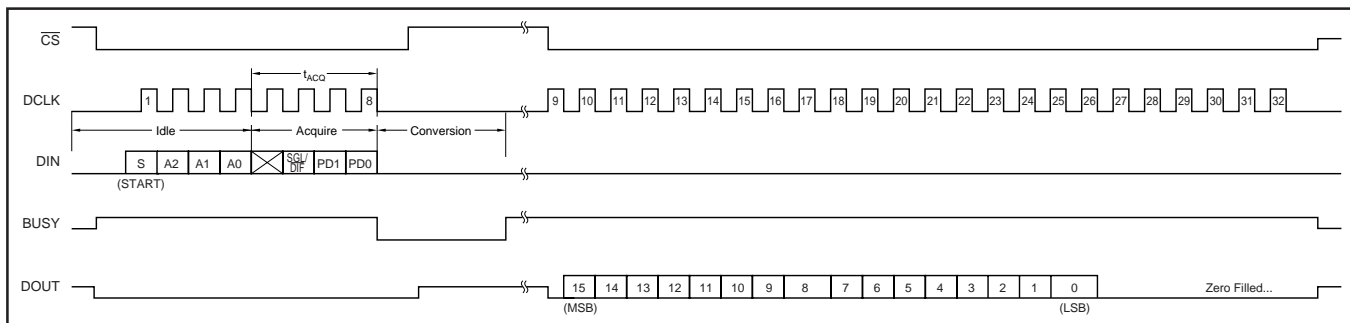 CS
tACQ
DCLK 1 8 9 10 11 12 13 14 15 16 17 18 19 20 21 22 23 24 25 26 27 28 29 30 31 32
Idle Acquire Conversion
DIN S A2 A1 A0 SGL/DIF PD1 PD0
(START)
BUSY
DOUT 15 14 13 12 11 10 9 8 7 6 5 4 3 2 1 0 Zero Filled...
(MSB) (LSB)